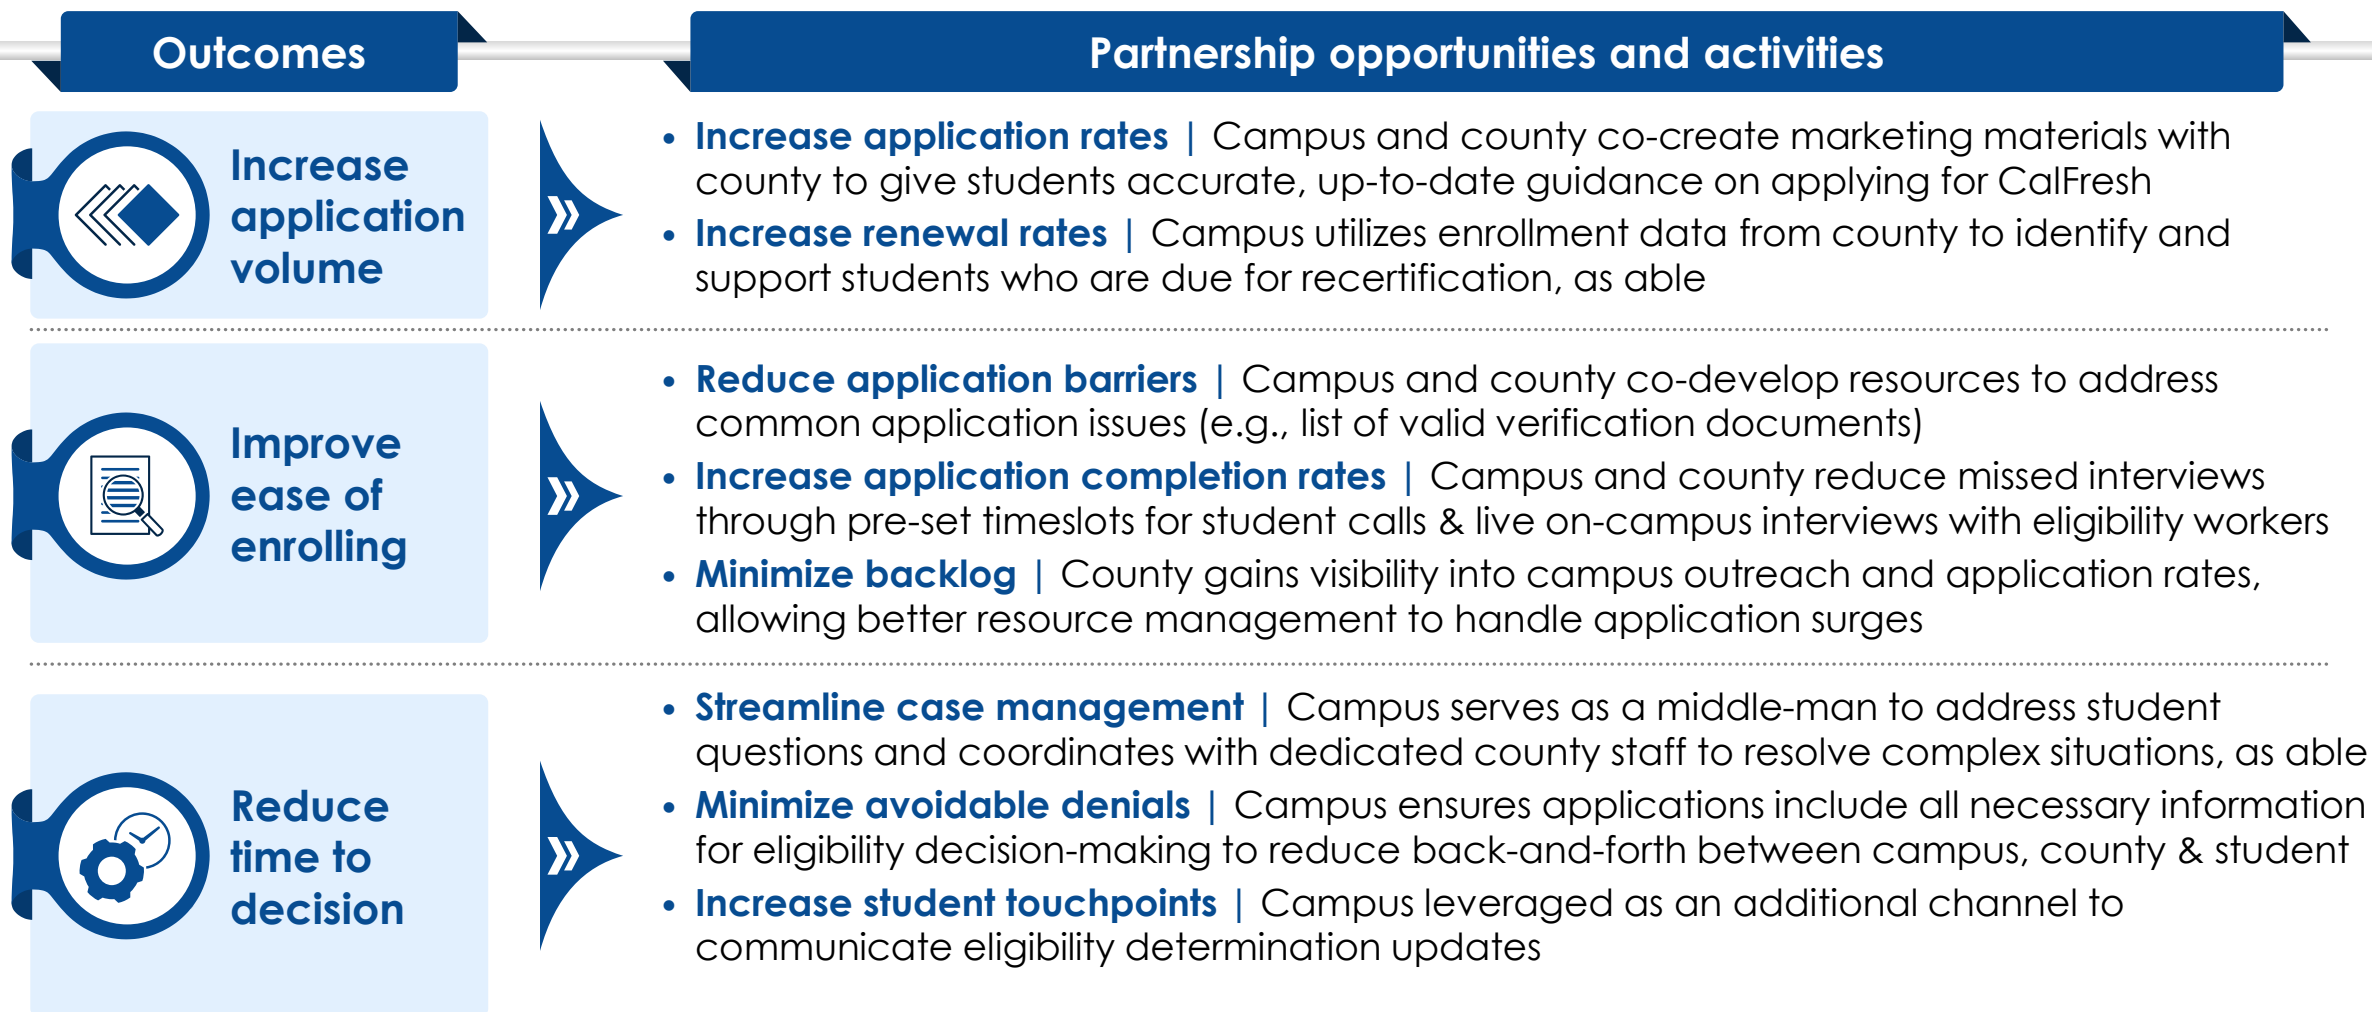 Outcomes
Partnership opportunities and activities
Increase
application
volume
• Increase application rates | Campus and county co-create marketing materials with
county to give students accurate, up-to-date guidance on applying for CalFresh
• Increase renewal rates | Campus utilizes enrollment data from county to identify and
support students who are due for recertification, as able
Improve
ease of
enrolling
• Reduce application barriers | Campus and county co-develop resources to address
common application issues (e.g., list of valid verification documents)
• Increase application completion rates | Campus and county reduce missed interviews
through pre-set timeslots for student calls & live on-campus interviews with eligibility workers
• Minimize backlog | County gains visibility into campus outreach and application rates,
allowing better resource management to handle application surges
Reduce
time to
decision
• Streamline case management | Campus serves as a middle-man to address student
questions and coordinates with dedicated county staff to resolve complex situations, as able
• Minimize avoidable denials | Campus ensures applications include all necessary information
for eligibility decision-making to reduce back-and-forth between campus, county & student
• Increase student touchpoints | Campus leveraged as an additional channel to
communicate eligibility determination updates